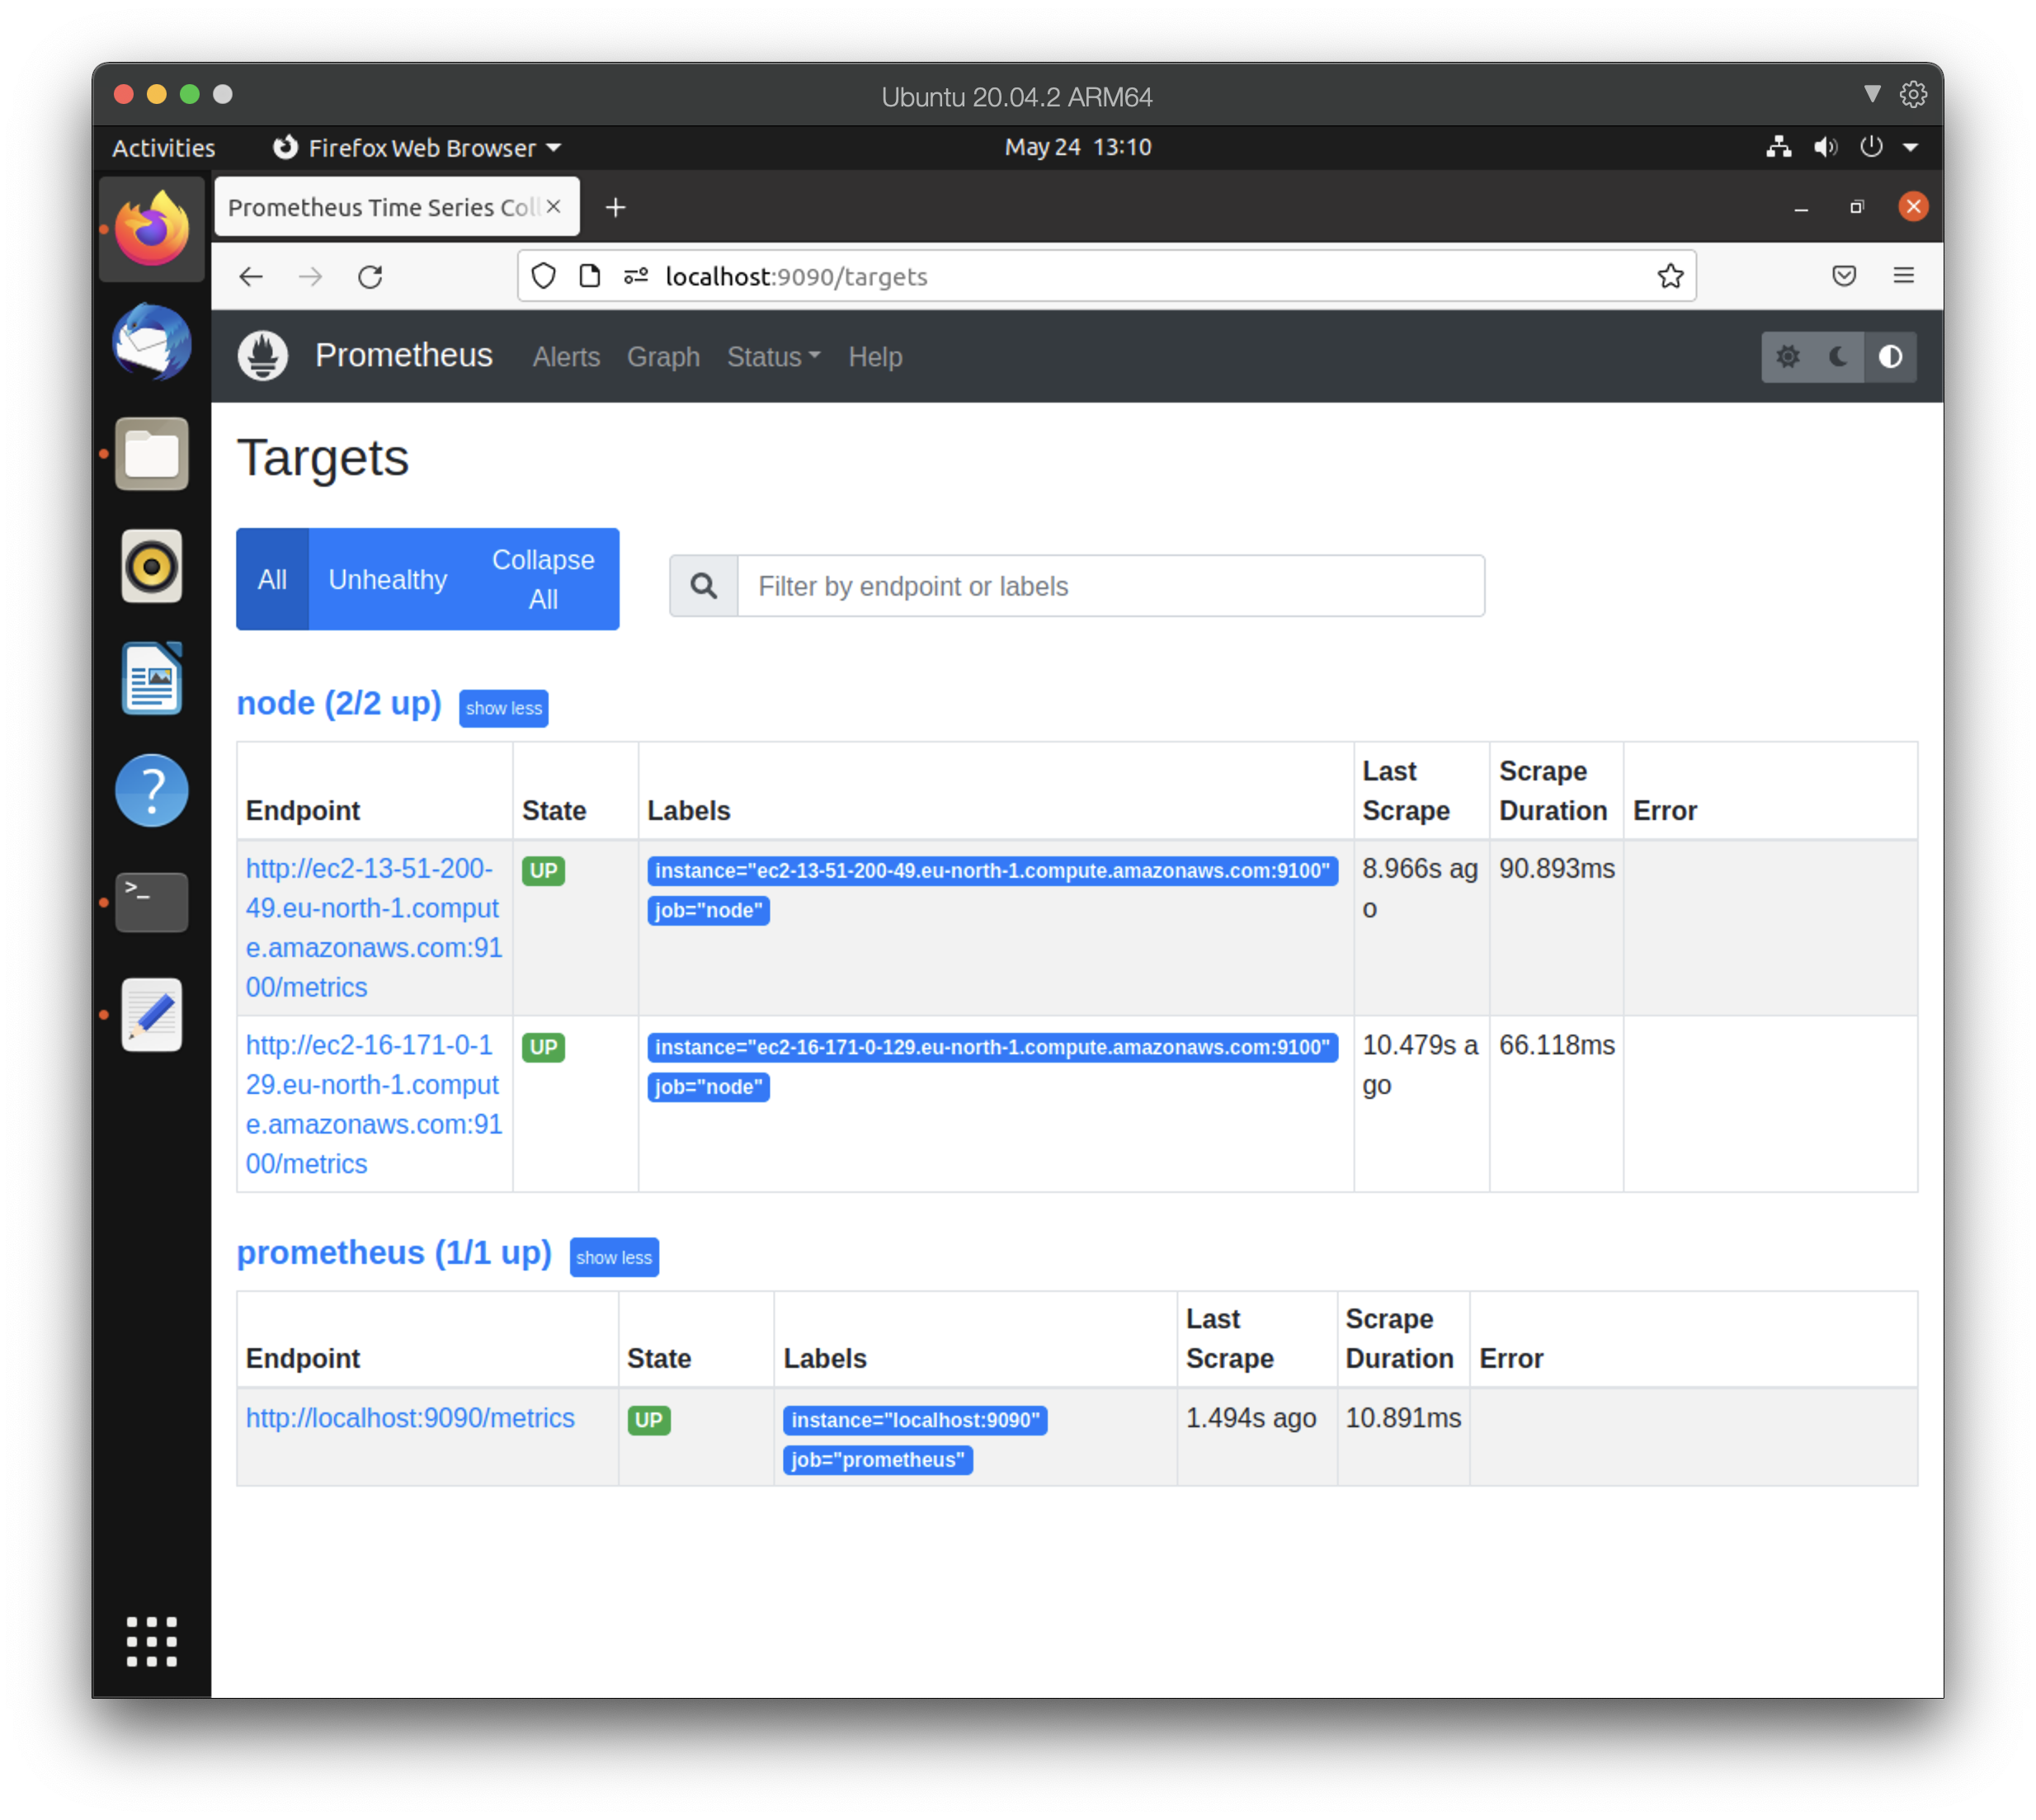 Ubuntu 20.04.2 ARM64
Activities Firefox Web Browser May 24 13:10
Prometheus Time Series Coll
localhost:9090/targets
Prometheus Alerts Graph Status Help
Targets
All Unhealthy Collapse All
Filter by endpoint or labels
node (2/2 up) show less
Endpoint State Labels Last Scrape Scrape Duration Error
http://ec2-13-51-200-49.eu-north-1.compute.amazonaws.com:9100/metrics UP instance="ec2-13-51-200-49.eu-north-1.compute.amazonaws.com:9100" job="node" 8.966s ago 90.893ms
http://ec2-16-171-0-129.eu-north-1.compute.amazonaws.com:9100/metrics UP instance="ec2-16-171-0-129.eu-north-1.compute.amazonaws.com:9100" job="node" 10.479s ago 66.118ms
prometheus (1/1 up) show less
Endpoint State Labels Last Scrape Scrape Duration Error
http://localhost:9090/metrics UP instance="localhost:9090" job="prometheus" 1.494s ago 10.891ms